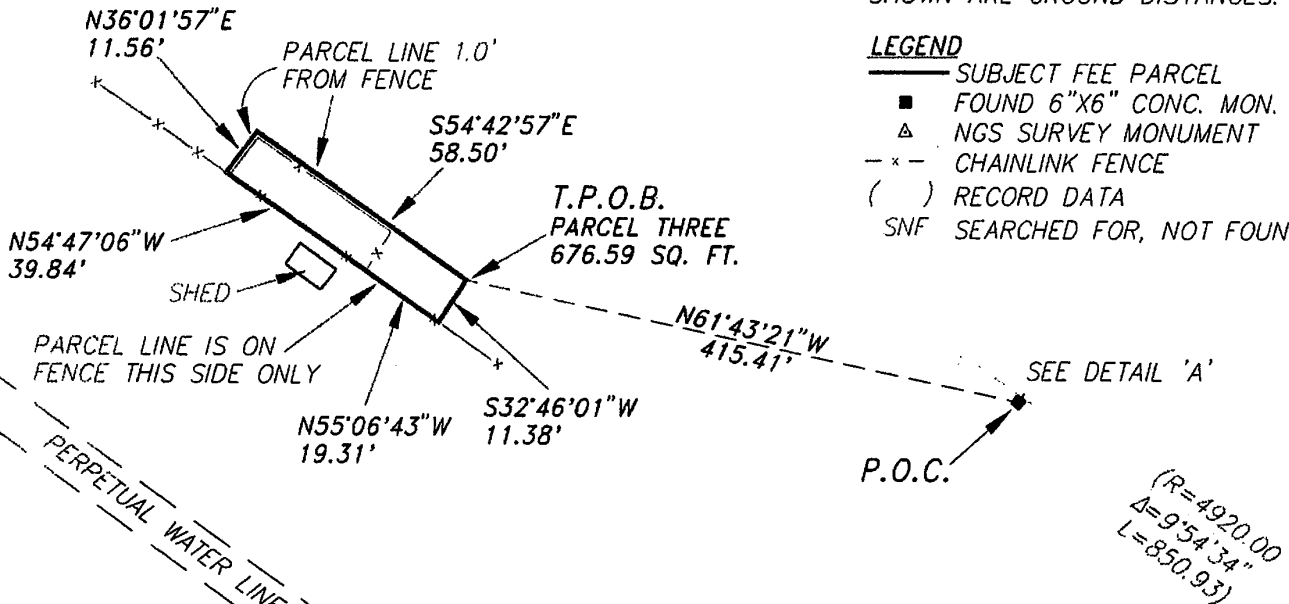 SHOWN ARE GROUND DISTANCES.
N36°01'57"E
11.56'
PARCEL LINE 1.0'
FROM FENCE
LEGEND
SUBJECT FEE PARCEL
FOUND 6"X6" CONC. MON.
NGS SURVEY MONUMENT
CHAINLINK FENCE
( ) RECORD DATA
SNF SEARCHED FOR, NOT FOUN
S54°42'57"E
58.50'
T.P.O.B.
PARCEL THREE
676.59 SQ. FT.
N54°47'06"W
39.84'
SHED
PARCEL LINE IS ON
FENCE THIS SIDE ONLY
N55°06'43"W
19.31'
S32°46'01"W
11.38'
N61°43'21"W
415.41'
SEE DETAIL 'A'
P.O.C.
PERPETUAL WATER LINE
(R=4920.00
Δ=9°54'34"
L=850.93)